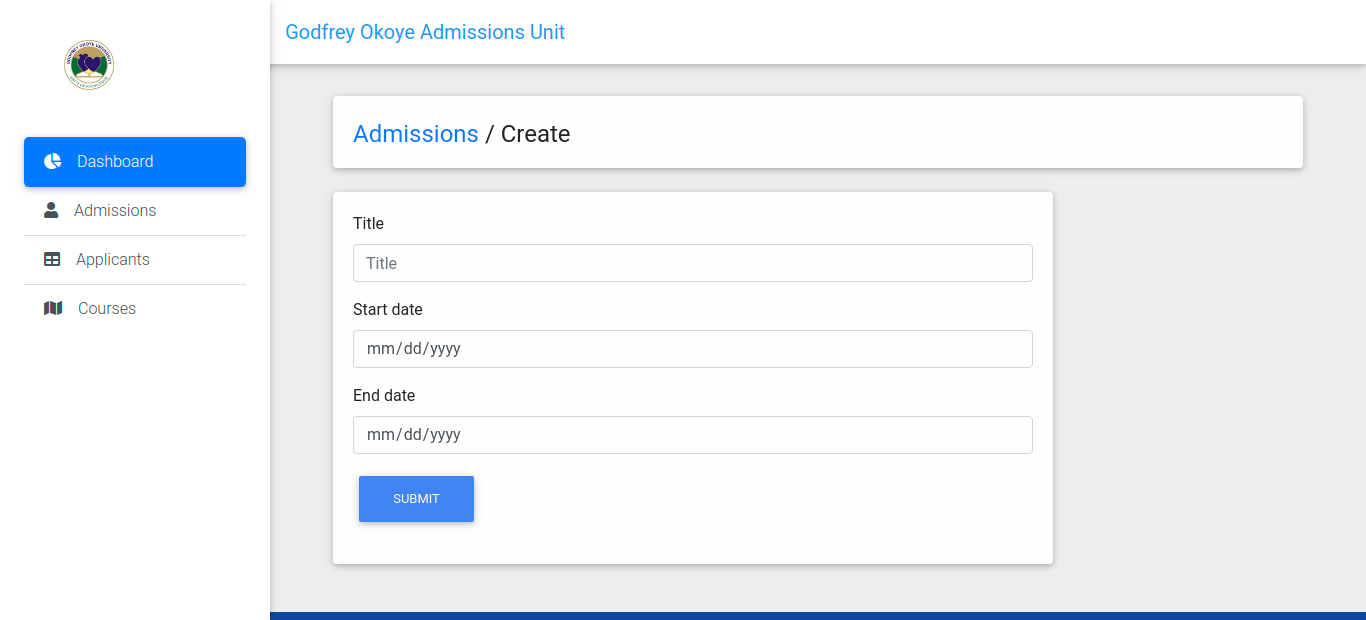 Godfrey Okoye Admissions Unit
Dashboard
Admissions
Applicants
Courses
Admissions / Create
Title
Title
Start date
mm/dd/yyyy
End date
mm/dd/yyyy
SUBMIT